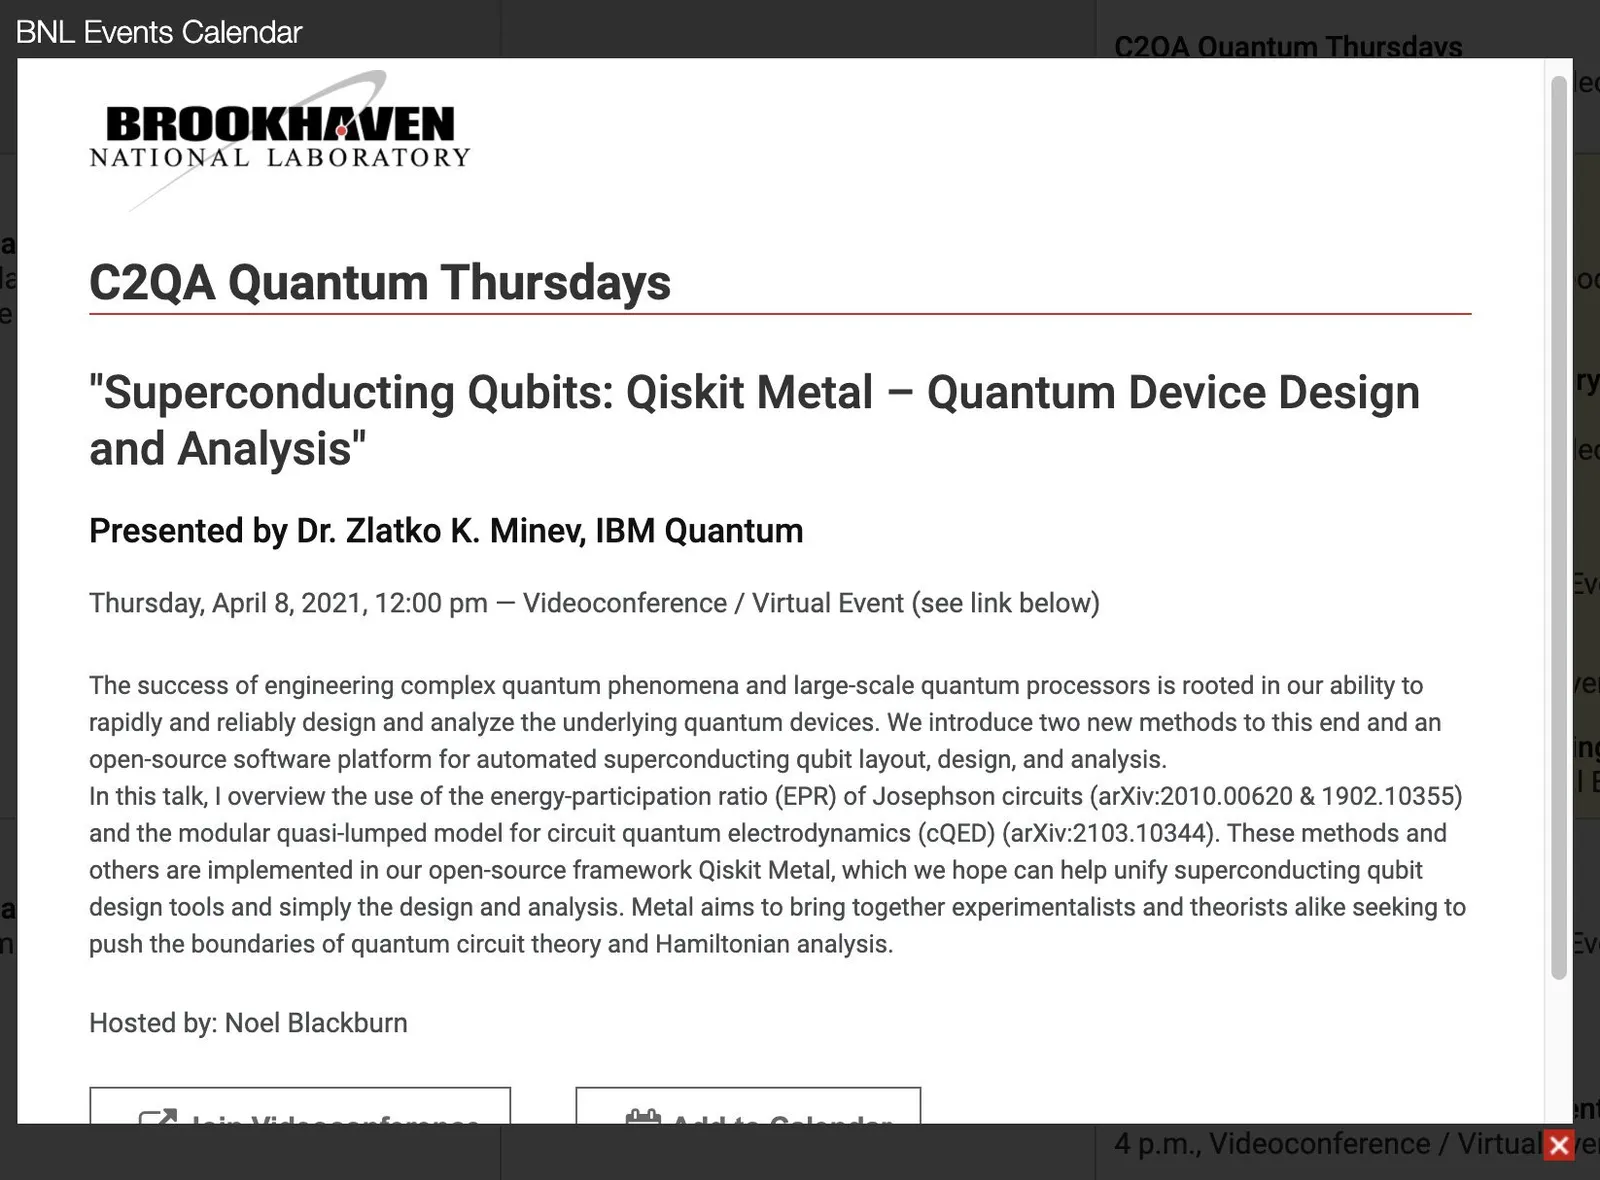 BNL Events Calendar
C2QA Quantum Thursdays
BROOKHAVEN
NATIONAL LABORATORY
C2QA Quantum Thursdays
"Superconducting Qubits: Qiskit Metal – Quantum Device Design
and Analysis"
Presented by Dr. Zlatko K. Minev, IBM Quantum
Thursday, April 8, 2021, 12:00 pm — Videoconference / Virtual Event (see link below)
The success of engineering complex quantum phenomena and large-scale quantum processors is rooted in our ability to
rapidly and reliably design and analyze the underlying quantum devices. We introduce two new methods to this end and an
open-source software platform for automated superconducting qubit layout, design, and analysis.
In this talk, I overview the use of the energy-participation ratio (EPR) of Josephson circuits (arXiv:2010.00620 & 1902.10355)
and the modular quasi-lumped model for circuit quantum electrodynamics (cQED) (arXiv:2103.10344). These methods and
others are implemented in our open-source framework Qiskit Metal, which we hope can help unify superconducting qubit
design tools and simply the design and analysis. Metal aims to bring together experimentalists and theorists alike seeking to
push the boundaries of quantum circuit theory and Hamiltonian analysis.
Hosted by: Noel Blackburn
Join Videoconference
Add to Calendar
4 p.m., Videoconference / Virtual